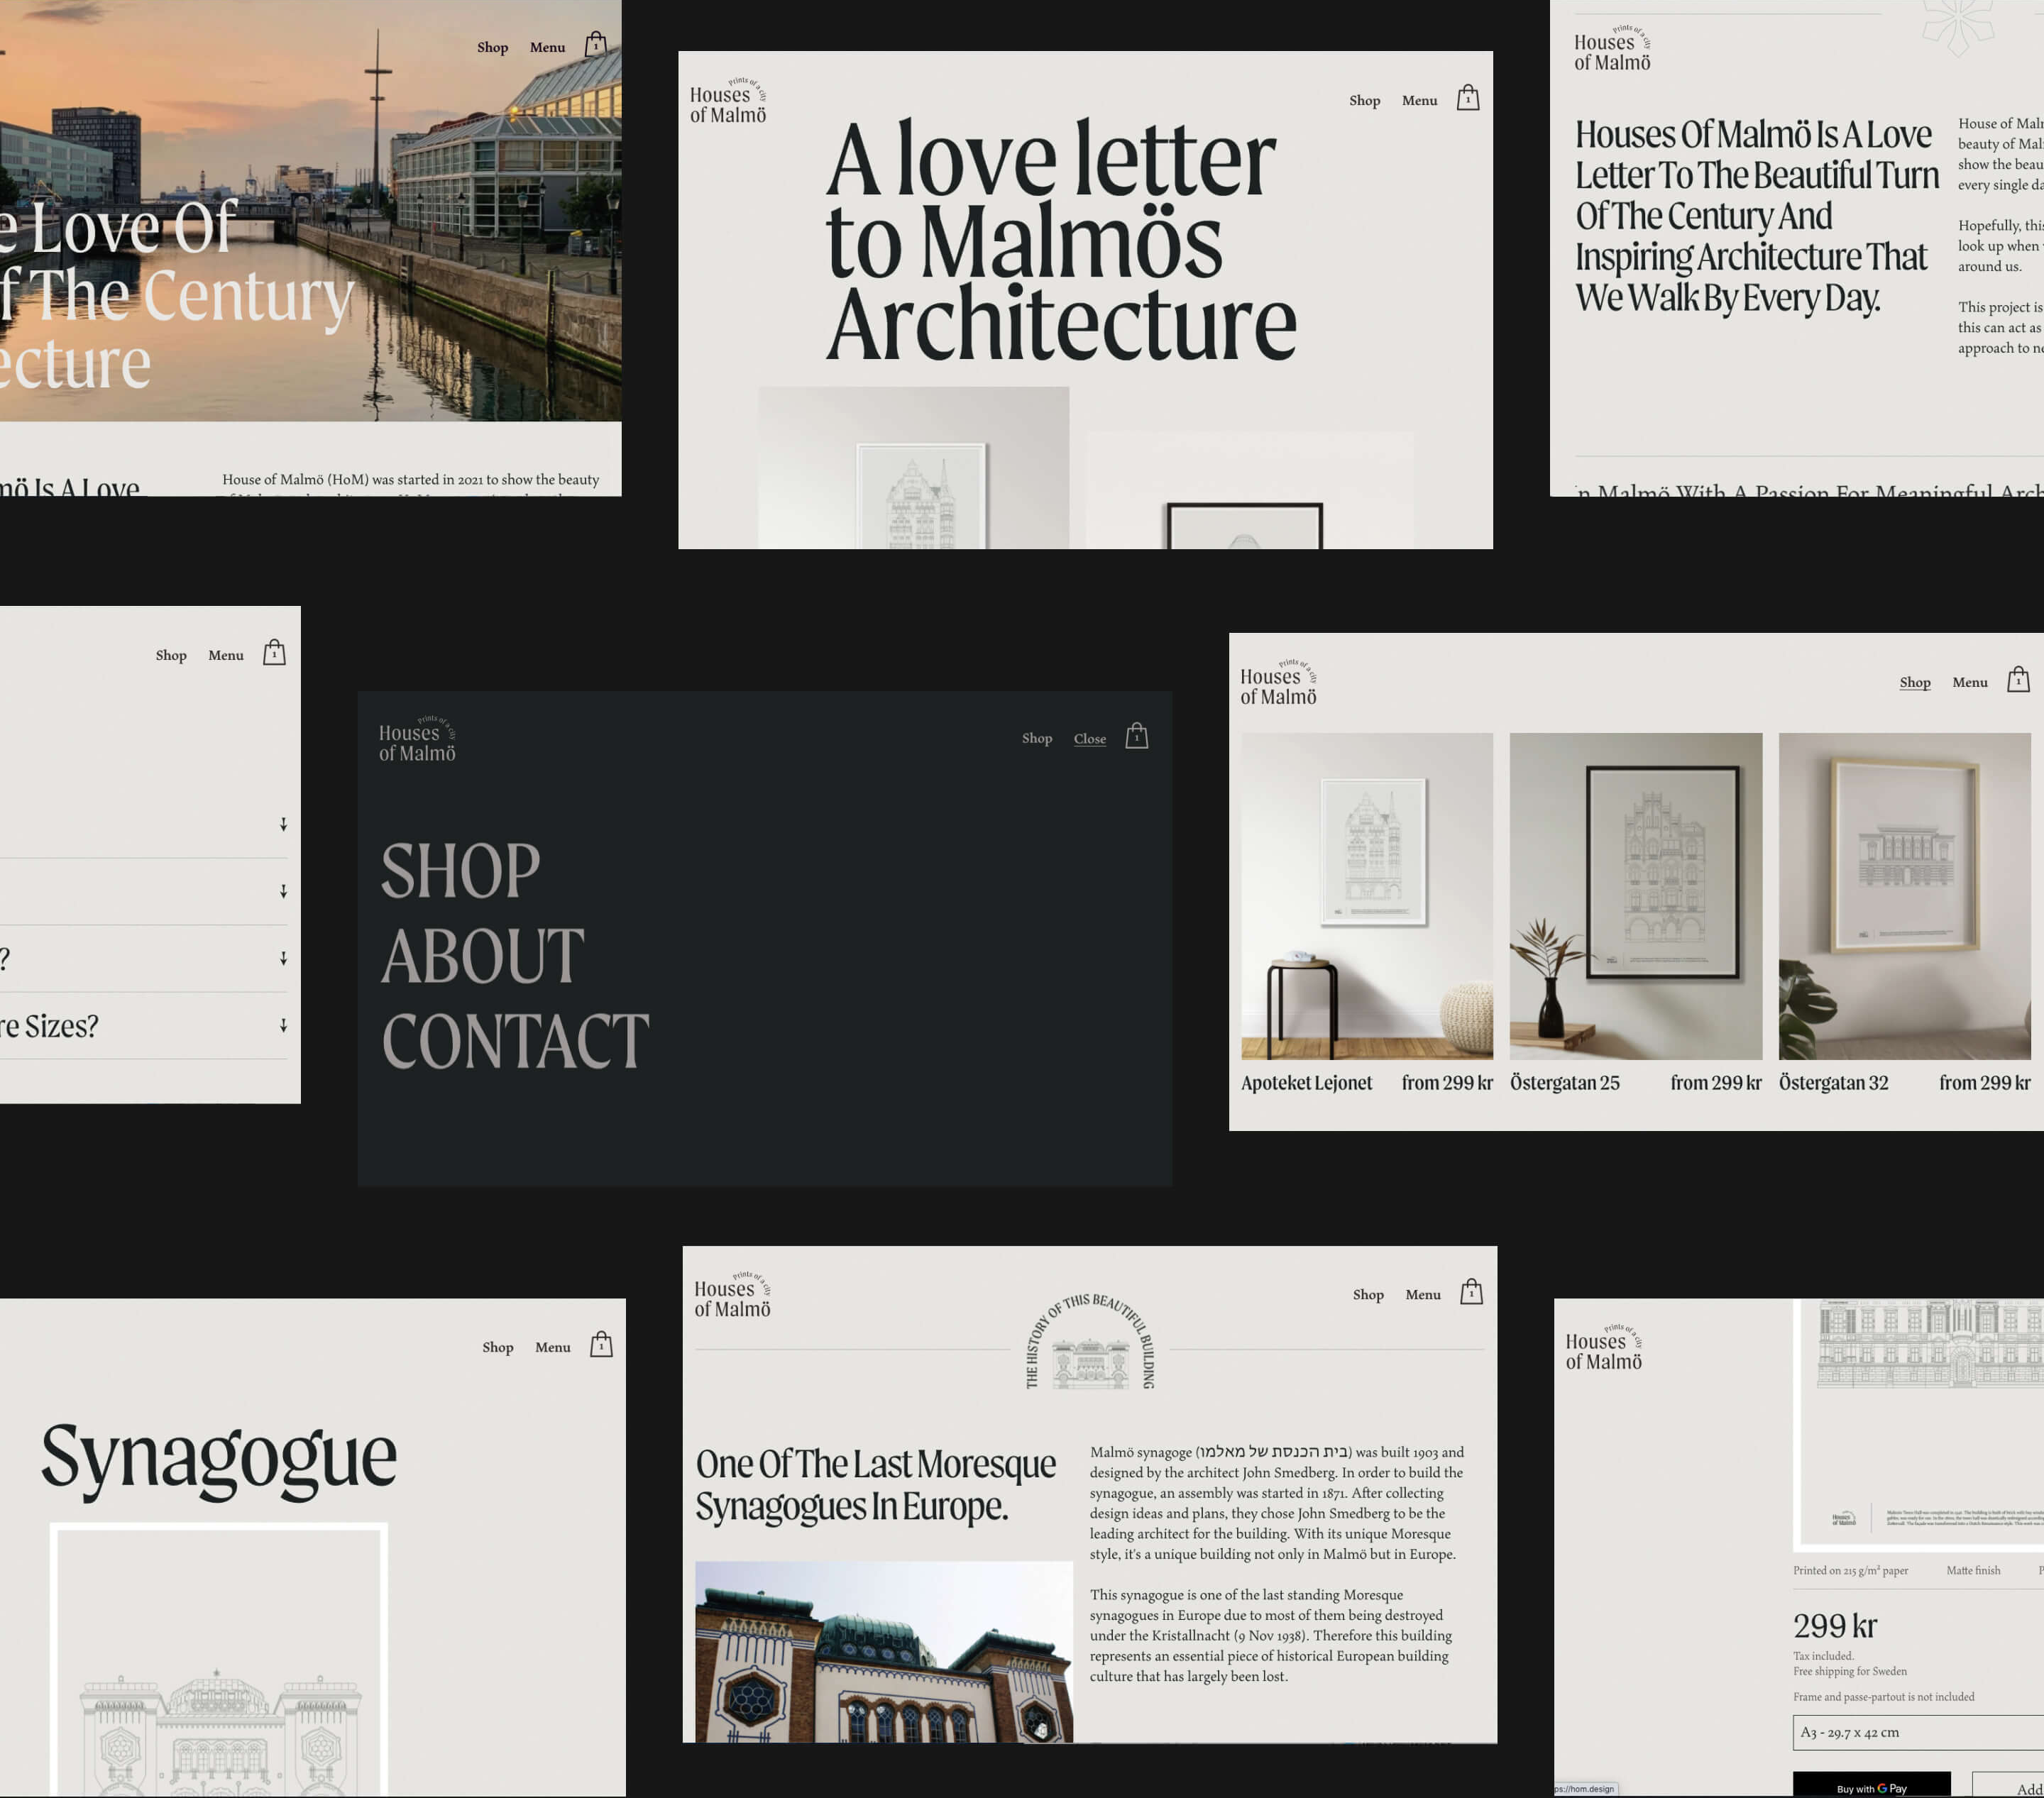 Shop Menu 1
e Love Of
f The Century
ecture
mö Is A Love
House of Malmö (HoM) was started in 2021 to show the beauty
Prints of a city
Houses
of Malmö
Shop Menu 1
A love letter
to Malmös
Architecture
Prints of a city
Houses
of Malmö
Houses Of Malmö Is A Love
Letter To The Beautiful Turn
Of The Century And
Inspiring Architecture That
We Walk By Every Day.
House of Malm
beauty of Mal
show the beau
every single da
Hopefully, this
look up when
around us.
This project is
this can act as
approach to ne
n Malmö With A Passion For Meaningful Arch
Shop Menu 1
?
re Sizes?
Prints of a city
Houses
of Malmö
Shop Close 1
SHOP
ABOUT
CONTACT
Prints of a city
Houses
of Malmö
Shop Menu 1
Apoteket Lejonet from 299 kr
Östergatan 25 from 299 kr
Östergatan 32 from 299 kr
Shop Menu 1
Synagogue
Prints of a city
Houses
of Malmö
Shop Menu 1
THE HISTORY OF THIS BEAUTIFUL BUILDING
One Of The Last Moresque
Synagogues In Europe.
Malmö synagoge (בית הכנסת של מאלמו) was built 1903 and
designed by the architect John Smedberg. In order to build the
synagogue, an assembly was started in 1871. After collecting
design ideas and plans, they chose John Smedberg to be the
leading architect for the building. With its unique Moresque
style, it's a unique building not only in Malmö but in Europe.
This synagogue is one of the last standing Moresque
synagogues in Europe due to most of them being destroyed
under the Kristallnacht (9 Nov 1938). Therefore this building
represents an essential piece of historical European building
culture that has largely been lost.
Prints of a city
Houses
of Malmö
Houses
of Malmö
Printed on 215 g/m² paper Matte finish P
299 kr
Tax included.
Free shipping for Sweden
Frame and passe-partout is not included
A3 - 29.7 x 42 cm
Buy with G Pay
Add
ps://hom.design